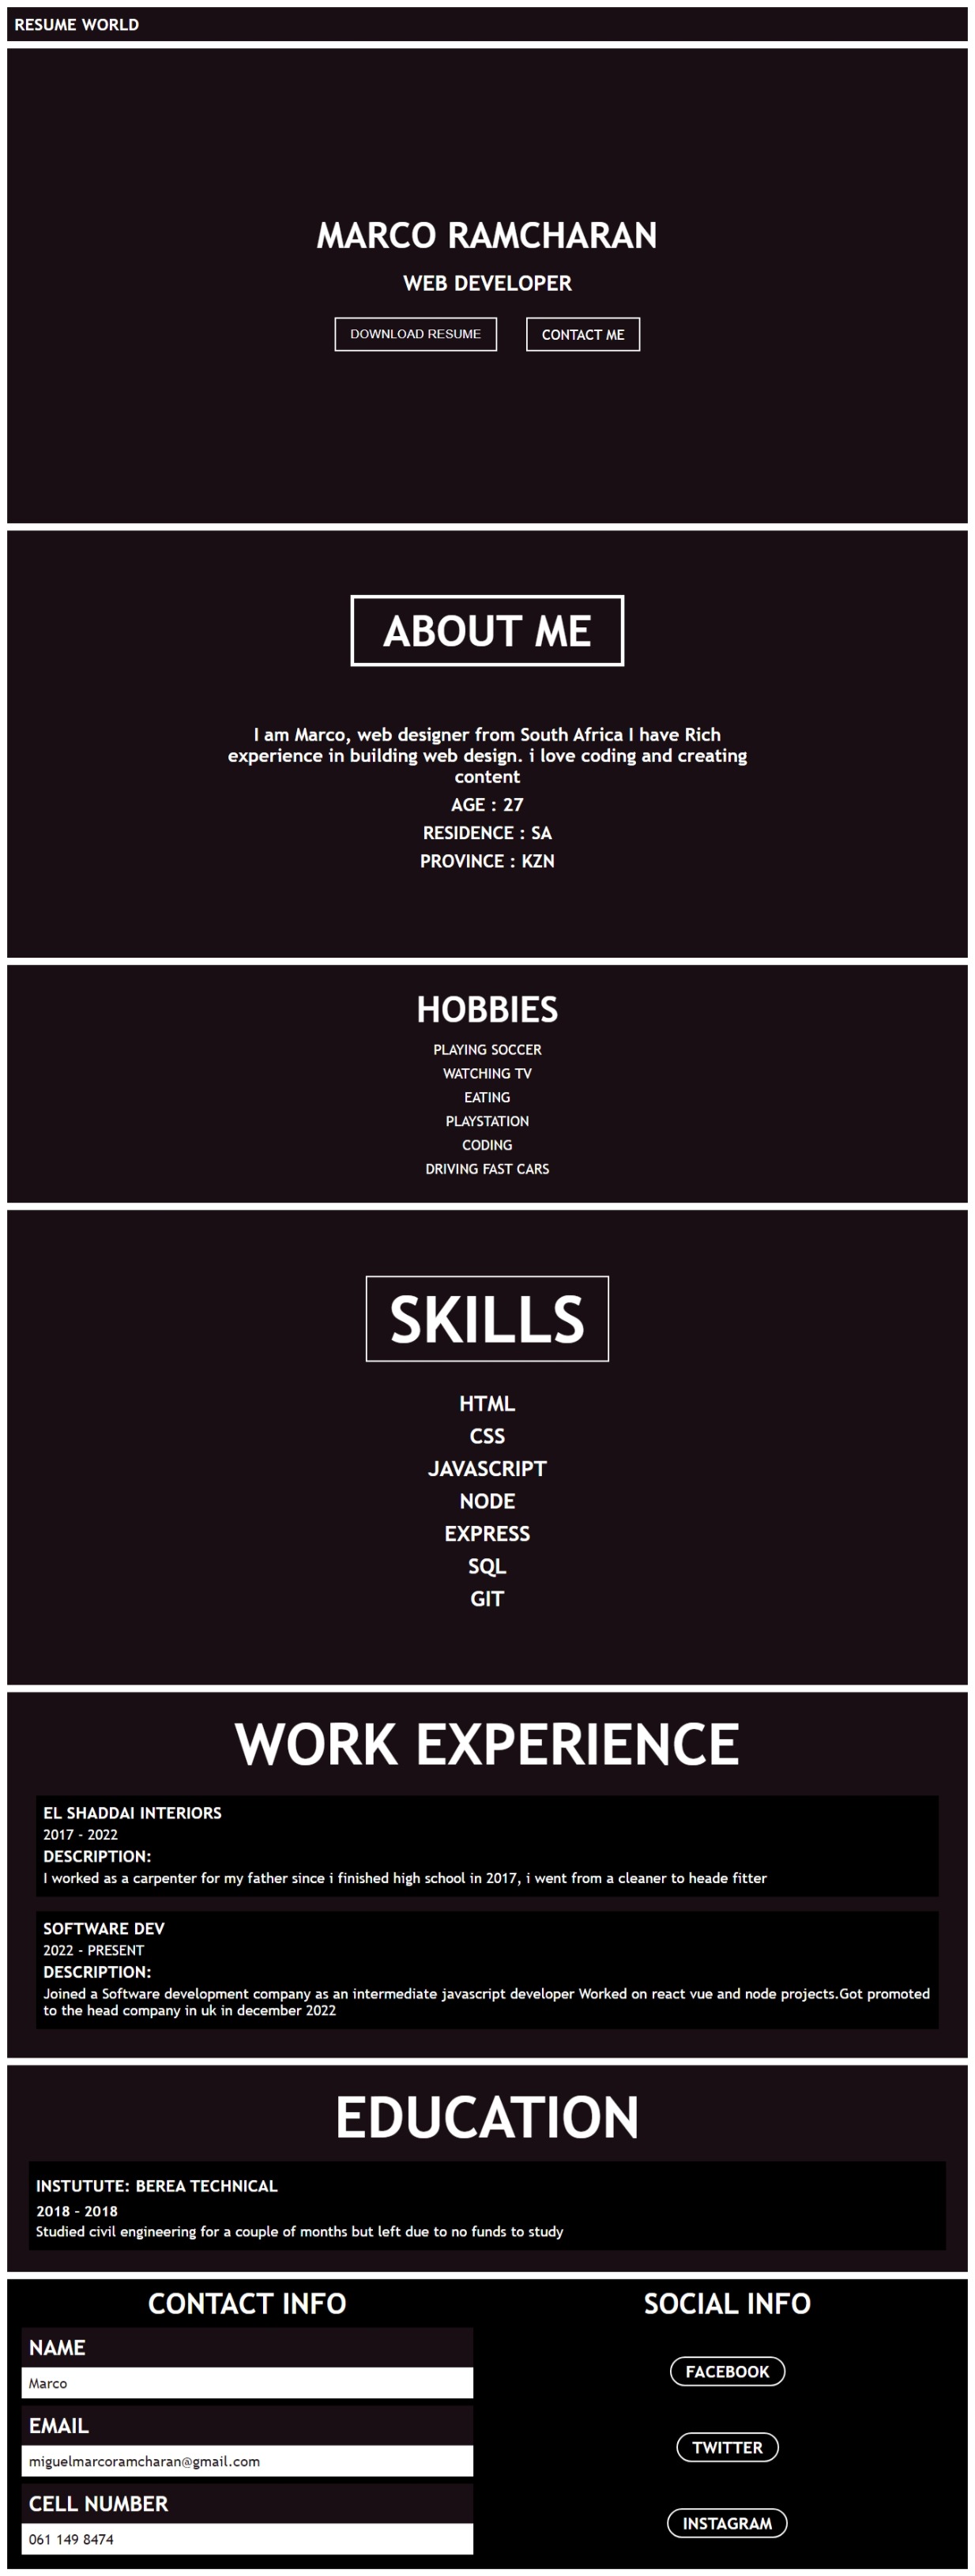 RESUME WORLD
MARCO RAMCHARAN
WEB DEVELOPER
DOWNLOAD RESUME
CONTACT ME
ABOUT ME
I am Marco, web designer from South Africa I have Rich
experience in building web design. i love coding and creating
content
AGE : 27
RESIDENCE : SA
PROVINCE : KZN
HOBBIES
PLAYING SOCCER
WATCHING TV
EATING
PLAYSTATION
CODING
DRIVING FAST CARS
SKILLS
HTML
CSS
JAVASCRIPT
NODE
EXPRESS
SQL
GIT
WORK EXPERIENCE
EL SHADDAI INTERIORS
2017 - 2022
DESCRIPTION:
I worked as a carpenter for my father since i finished high school in 2017, i went from a cleaner to heade fitter
SOFTWARE DEV
2022 - PRESENT
DESCRIPTION:
Joined a Software development company as an intermediate javascript developer Worked on react vue and node projects.Got promoted
to the head company in uk in december 2022
EDUCATION
INSTUTUTE: BEREA TECHNICAL
2018 - 2018
Studied civil engineering for a couple of months but left due to no funds to study
CONTACT INFO
NAME
Marco
EMAIL
miguelmarcoramcharan@gmail.com
CELL NUMBER
061 149 8474
SOCIAL INFO
FACEBOOK
TWITTER
INSTAGRAM